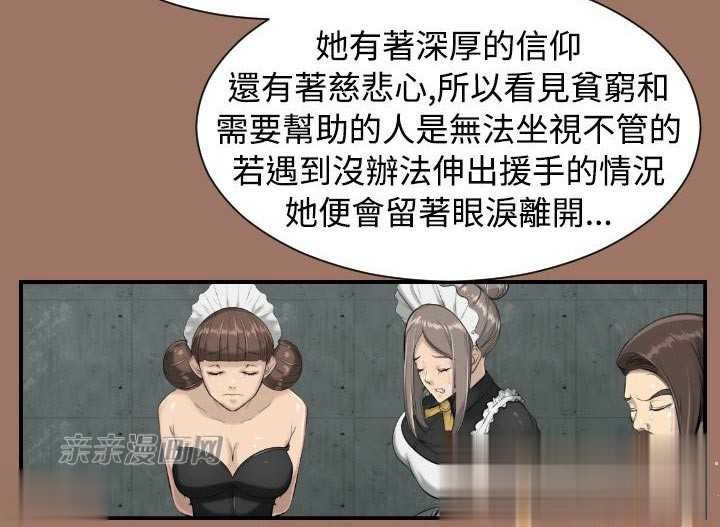 她有著深厚的信仰
還有著慈悲心,所以看見貧窮和
需要幫助的人是無法坐視不管的
若遇到沒辦法伸出援手的情況
她便會留著眼淚離開...
亲亲漫画网